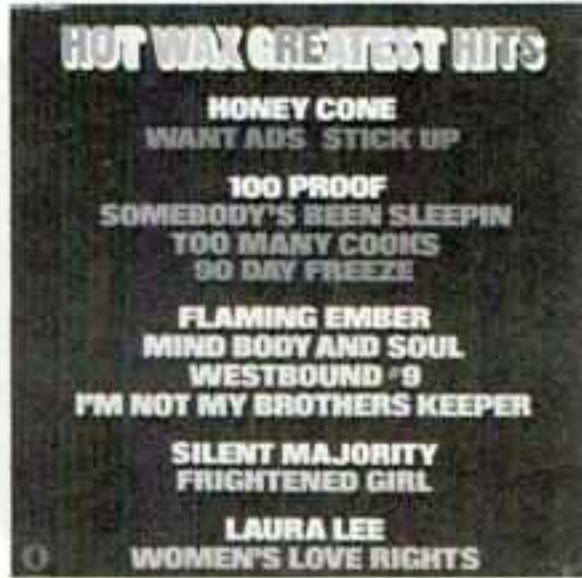 HOT WAX GREATEST HITS
HONEY CONE
WANT ADS STICK UP
100 PROOF
SOMEBODY'S BEEN SLEEPIN
TOO MANY COOKS
90 DAY FREEZE
FLAMING EMBER
MIND BODY AND SOUL
WESTBOUND #9
I'M NOT MY BROTHERS KEEPER
SILENT MAJORITY
FRIGHTENED GIRL
LAURA LEE
WOMEN'S LOVE RIGHTS